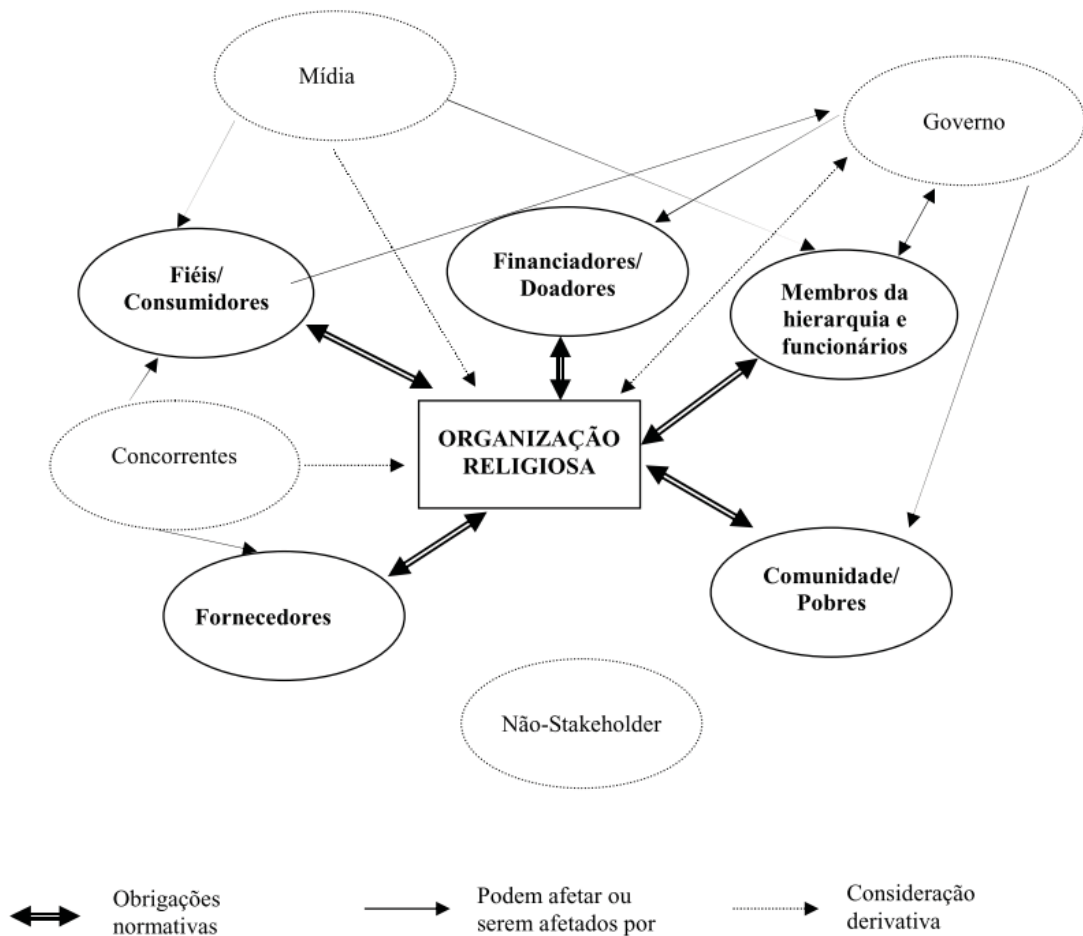 Mídia
Governo
Fiéis/
Consumidores
Financiadores/
Doadores
Membros da
hierarquia e
funcionários
Concorrentes
ORGANIZAÇÃO
RELIGIOSA
Fornecedores
Comunidade/
Pobres
Não-Stakeholder
Obrigações
normativas
Podem afetar ou
serem afetados por
Consideração
derivativa